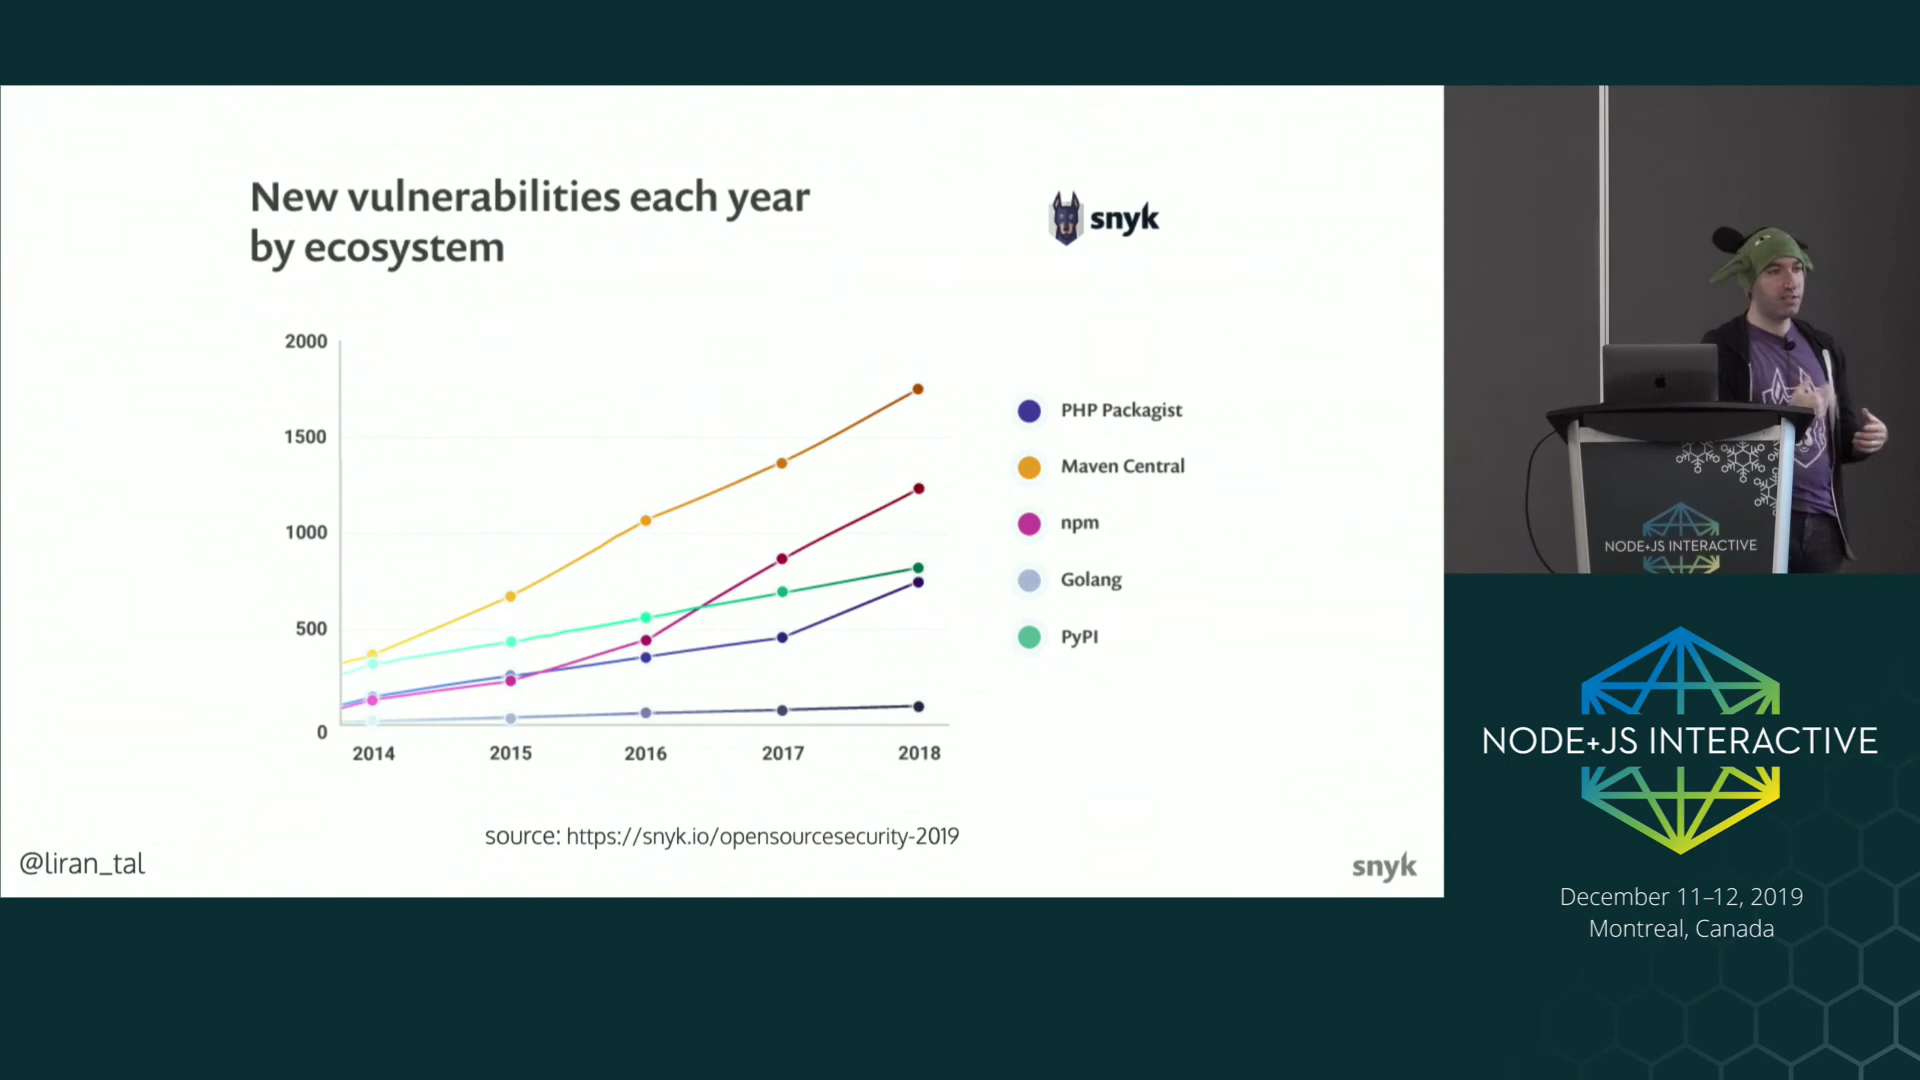 New vulnerabilities each year
by ecosystem
snyk
2000
1500
1000
500
0
2014 2015 2016 2017 2018
PHP Packagist
Maven Central
npm
Golang
PyPI
source: https://snyk.io/opensourcesecurity-2019
@liran_tal
snyk
NODE+JS INTERACTIVE
NODE+JS INTERACTIVE
December 11–12, 2019
Montreal, Canada